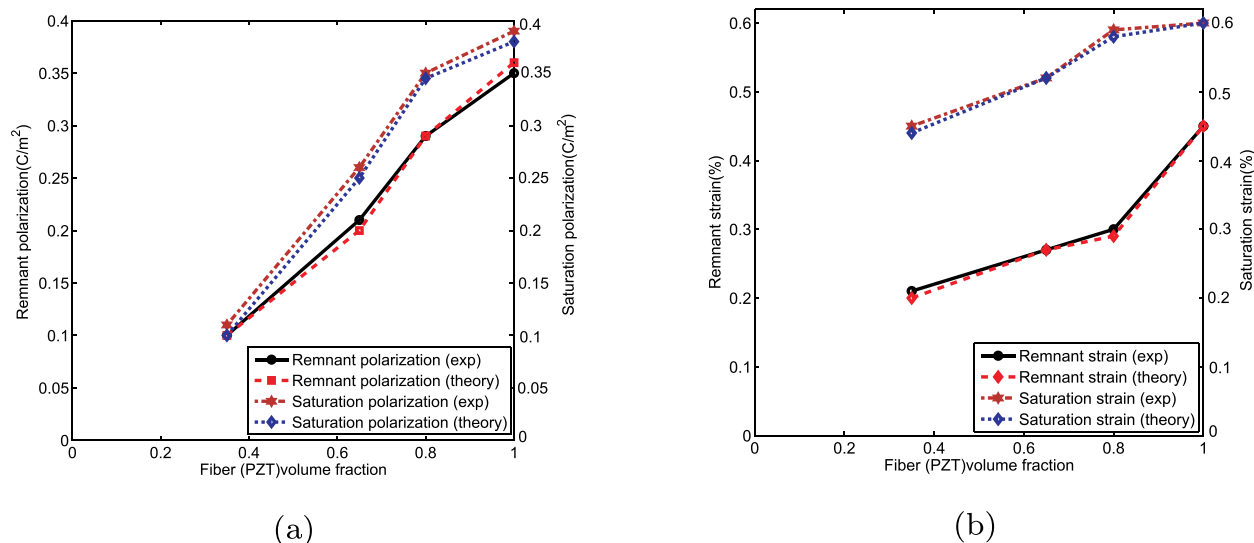 0.4
0.35
0.3
0.25
0.2
0.15
0.1
0.05
0
Remnant polarization(C/m2)
0.4
0.35
0.3
0.25
0.2
0.15
0.1
0.05
0
Saturation polarization(C/m2)
Remnant polarization (exp)
Remnant polarization (theory)
Saturation polarization (exp)
Saturation polarization (theory)
0 0.2 0.4 0.6 0.8 1
Fiber (PZT)volume fraction
(a)
0.6
0.5
0.4
0.3
0.2
0.1
0
Remnant strain(%)
0.6
0.5
0.4
0.3
0.2
0.1
0
Saturation strain(%)
Remnant strain (exp)
Remnant strain (theory)
Saturation strain (exp)
Saturation strain (theory)
0 0.2 0.4 0.6 0.8 1
Fiber (PZT)volume fraction
(b)